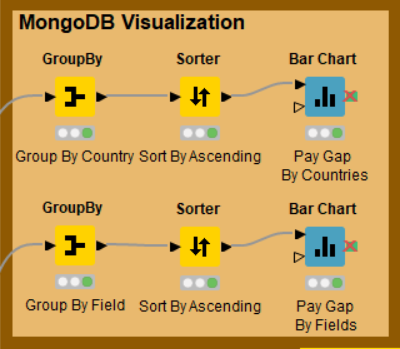 MongoDB Visualization
GroupBy Sorter Bar Chart
Group By Country Sort By Ascending Pay Gap
By Countries
GroupBy Sorter Bar Chart
Group By Field Sort By Ascending Pay Gap
By Fields